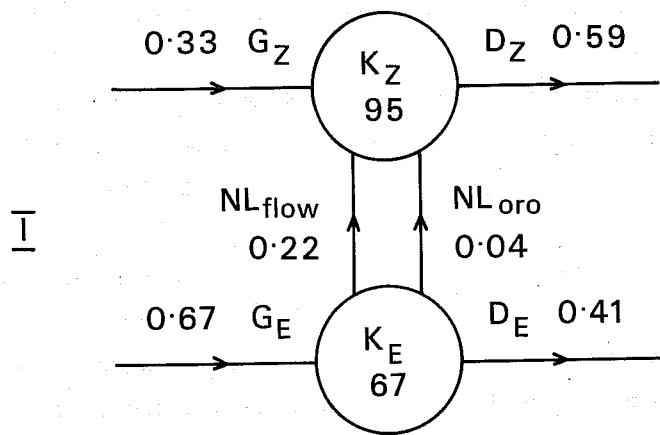 0·33 G_Z
K_Z
95
D_Z 0·59
I
NL_flow
0·22
NL_oro
0·04
0·67 G_E
K_E
67
D_E 0·41